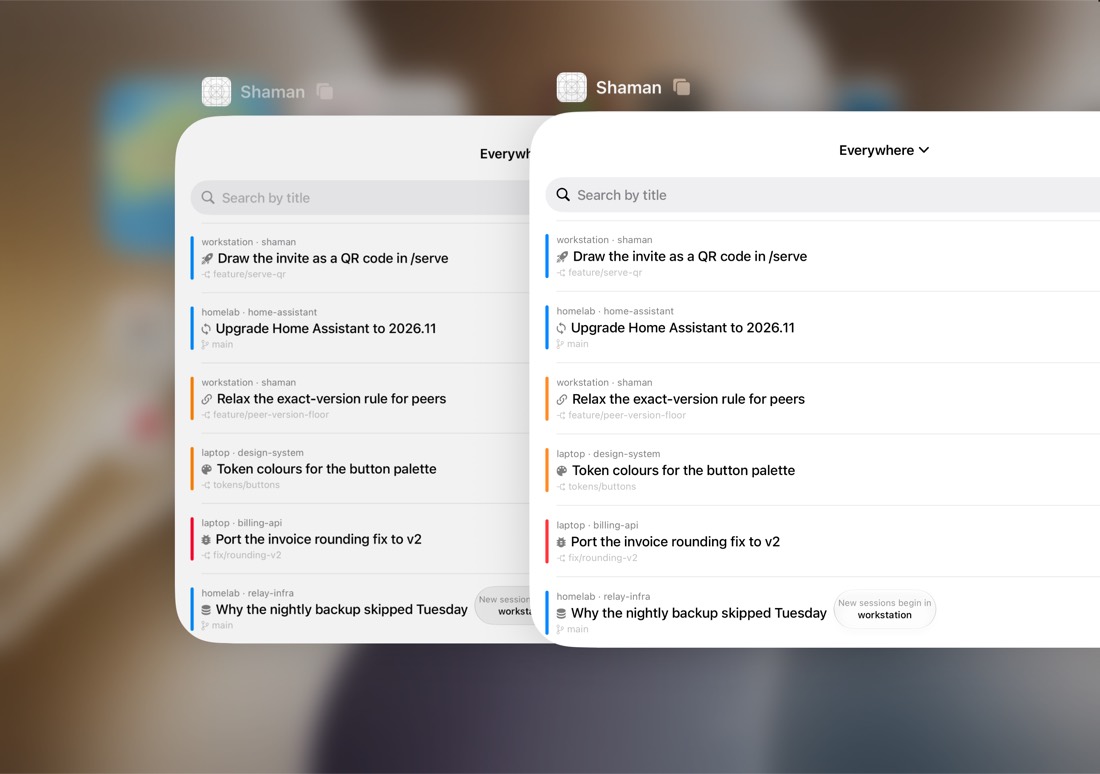 Shaman
Everywh
Search by title
workstation · shaman
Draw the invite as a QR code in /serve
feature/serve-qr
homelab · home-assistant
Upgrade Home Assistant to 2026.11
main
workstation · shaman
Relax the exact-version rule for peers
feature/peer-version-floor
laptop · design-system
Token colours for the button palette
tokens/buttons
laptop · billing-api
Port the invoice rounding fix to v2
fix/rounding-v2
homelab · relay-infra
Why the nightly backup skipped Tuesday
main
New session
worksta
Shaman
Everywhere
Search by title
workstation · shaman
Draw the invite as a QR code in /serve
feature/serve-qr
homelab · home-assistant
Upgrade Home Assistant to 2026.11
main
workstation · shaman
Relax the exact-version rule for peers
feature/peer-version-floor
laptop · design-system
Token colours for the button palette
tokens/buttons
laptop · billing-api
Port the invoice rounding fix to v2
fix/rounding-v2
homelab · relay-infra
Why the nightly backup skipped Tuesday
main
New sessions begin in
workstation